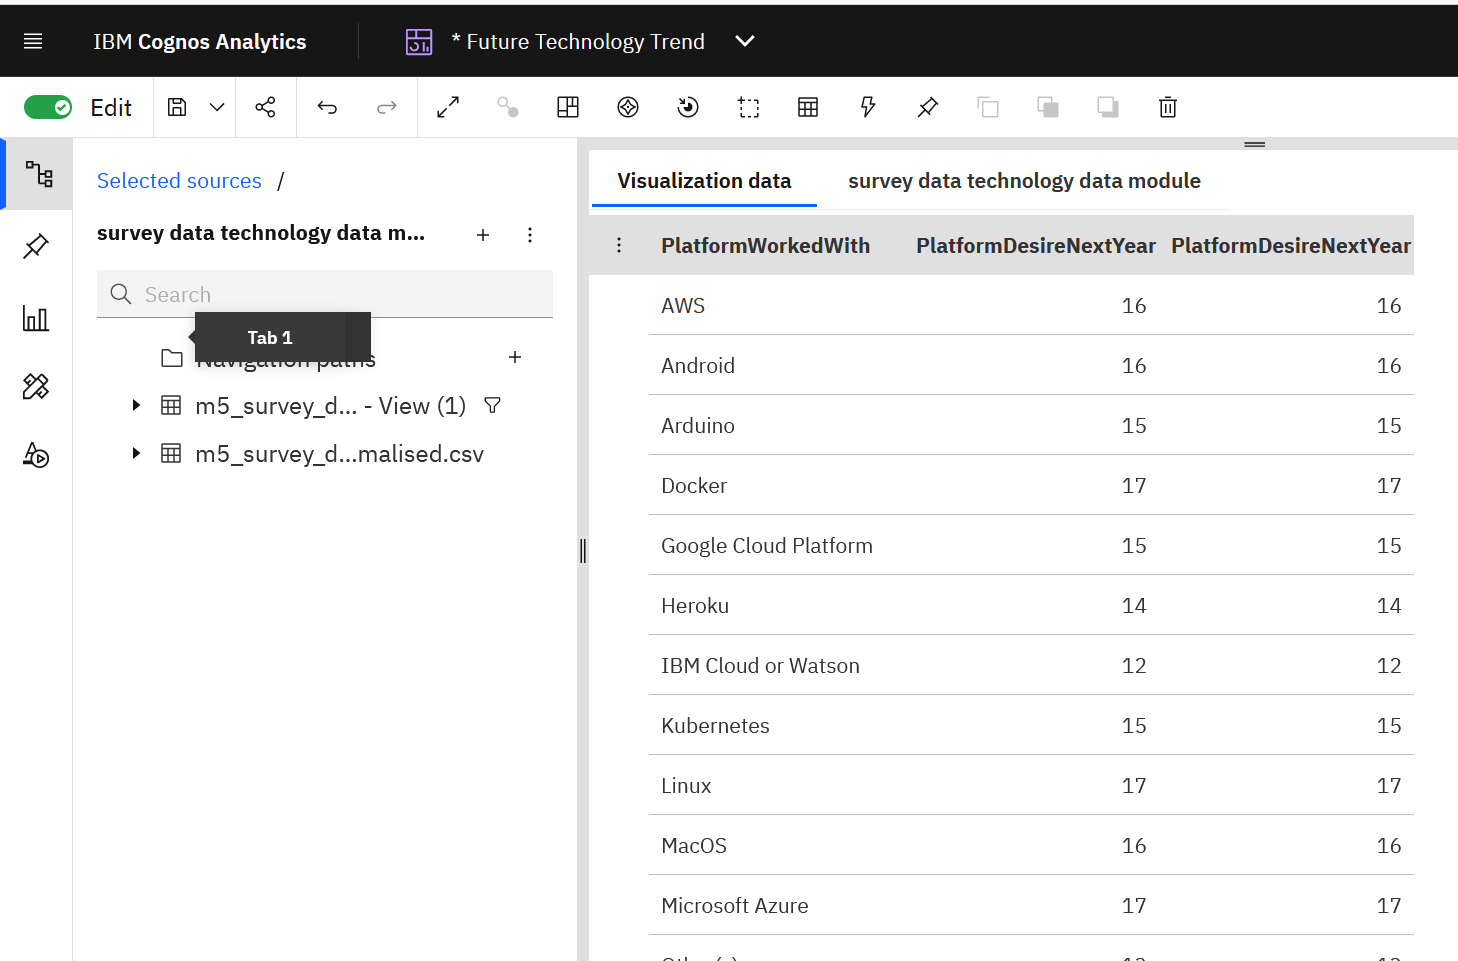 IBM Cognos Analytics
* Future Technology Trend
Edit
Selected sources /
survey data technology data m...
Search
Tab 1
Navigation paths
m5_survey_d... - View (1)
m5_survey_d...malised.csv
Visualization data
survey data technology data module
PlatformWorkedWith PlatformDesireNextYear PlatformDesireNextYear
AWS 16 16
Android 16 16
Arduino 15 15
Docker 17 17
Google Cloud Platform 15 15
Heroku 14 14
IBM Cloud or Watson 12 12
Kubernetes 15 15
Linux 17 17
MacOS 16 16
Microsoft Azure 17 17